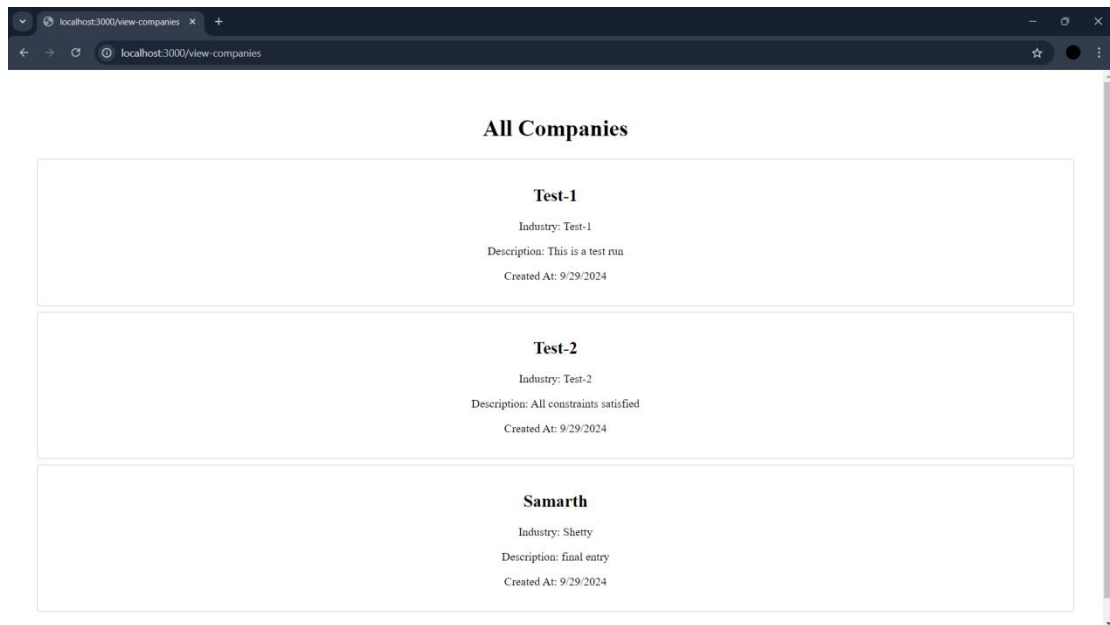 localhost:3000/view-companies
localhost:3000/view-companies
All Companies
Test-1
Industry: Test-1
Description: This is a test run
Created At: 9/29/2024
Test-2
Industry: Test-2
Description: All constraints satisfied
Created At: 9/29/2024
Samarth
Industry: Shetty
Description: final entry
Created At: 9/29/2024